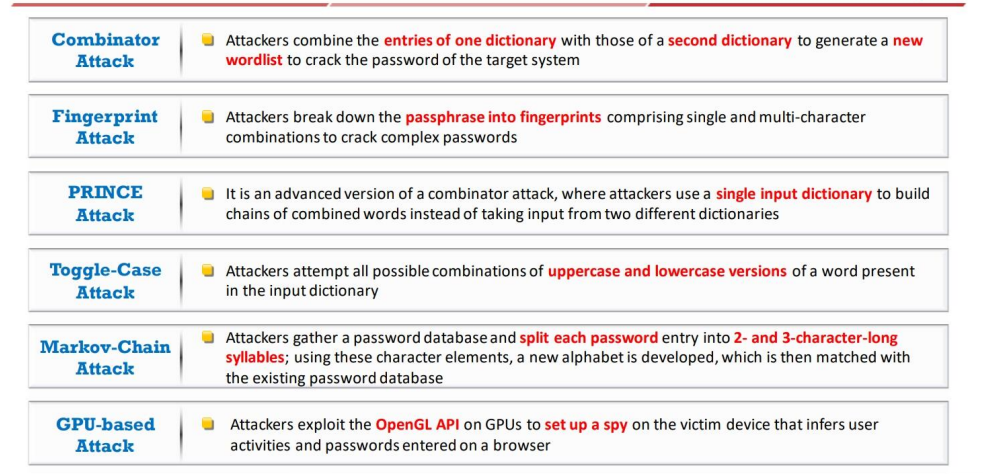 Combinator
Attack
Attackers combine the entries of one dictionary with those of a second dictionary to generate a new
wordlist to crack the password of the target system
Fingerprint
Attack
Attackers break down the passphrase into fingerprints comprising single and multi-character
combinations to crack complex passwords
PRINCE
Attack
It is an advanced version of a combinator attack, where attackers use a single input dictionary to build
chains of combined words instead of taking input from two different dictionaries
Toggle-Case
Attack
Attackers attempt all possible combinations of uppercase and lowercase versions of a word present
in the input dictionary
Markov-Chain
Attack
Attackers gather a password database and split each password entry into 2- and 3-character-long
syllables; using these character elements, a new alphabet is developed, which is then matched with
the existing password database
GPU-based
Attack
Attackers exploit the OpenGL API on GPUs to set up a spy on the victim device that infers user
activities and passwords entered on a browser